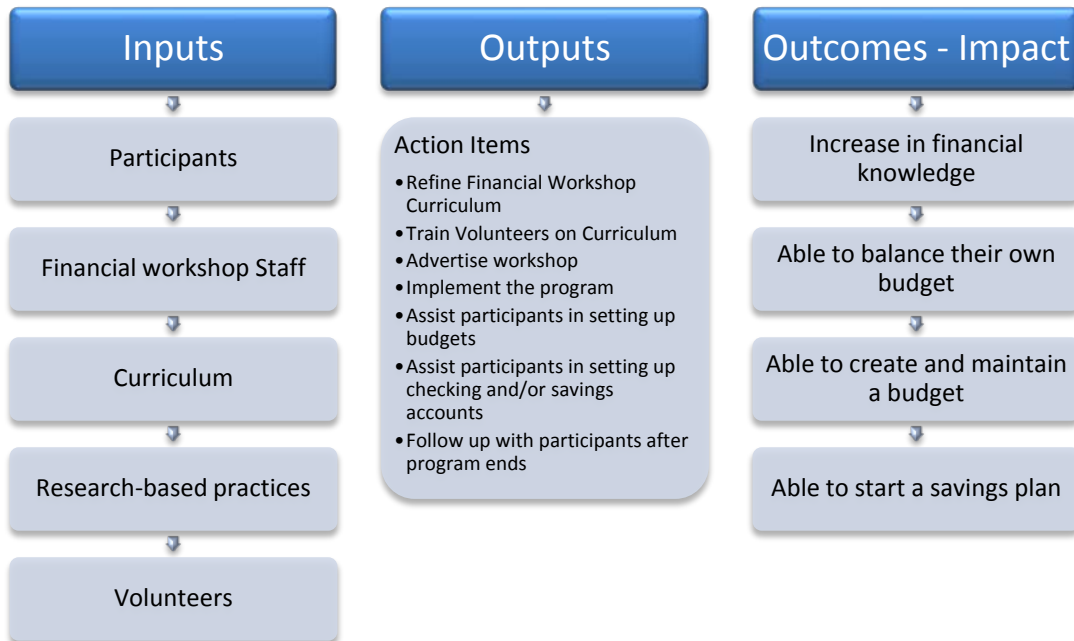 Inputs
Participants
Financial workshop Staff
Curriculum
Research-based practices
Volunteers
Outputs
Action Items
•Refine Financial Workshop
Curriculum
•Train Volunteers on Curriculum
•Advertise workshop
•Implement the program
•Assist participants in setting up
budgets
•Assist participants in setting up
checking and/or savings
accounts
•Follow up with participants after
program ends
Outcomes - Impact
Increase in financial
knowledge
Able to balance their own
budget
Able to create and maintain
a budget
Able to start a savings plan